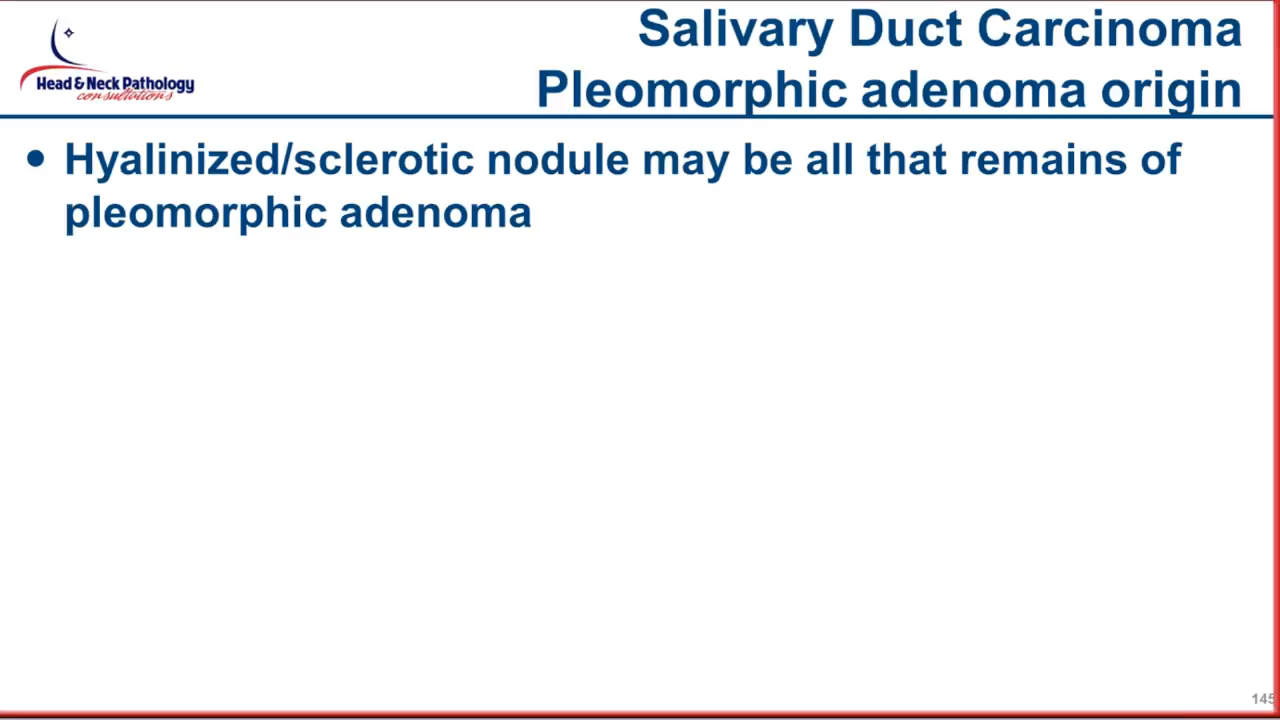 Head & Neck Pathology
consultations
Salivary Duct Carcinoma
Pleomorphic adenoma origin
• Hyalinized/sclerotic nodule may be all that remains of
pleomorphic adenoma
145